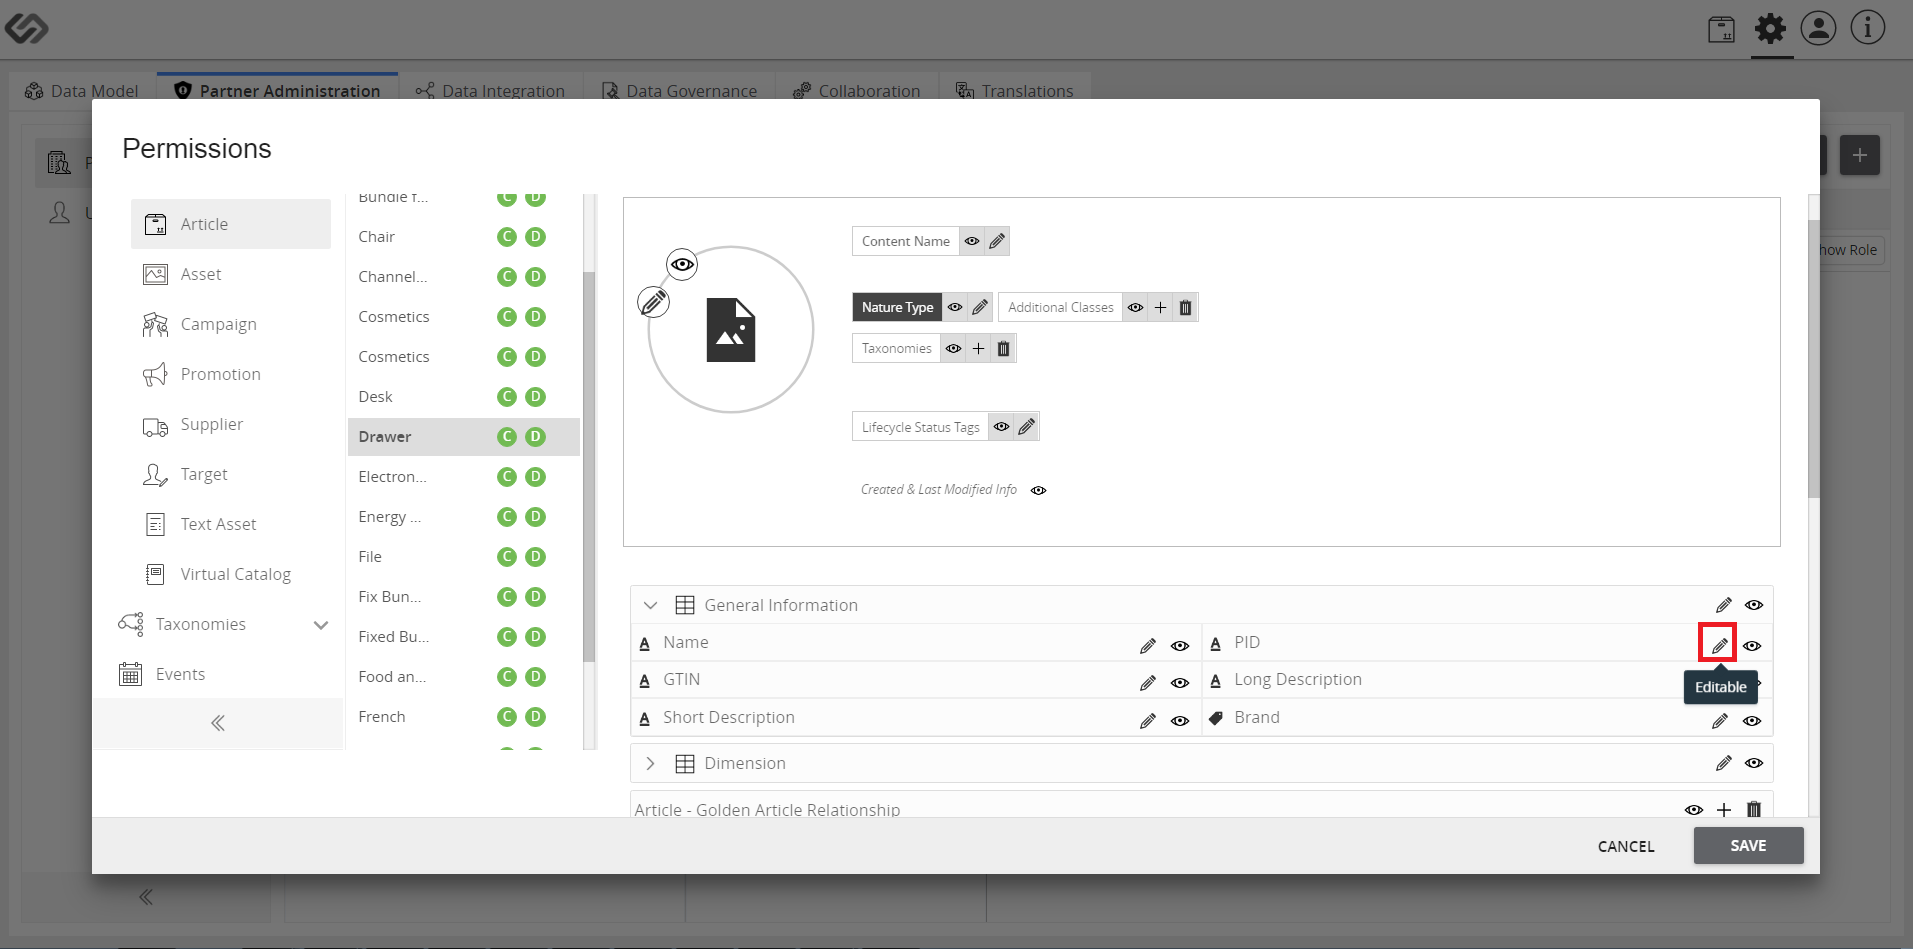 Data Model
Partner Administration
Data Integration
Data Governance
Collaboration
Translations
Permissions
how Role
Article
Asset
Campaign
Promotion
Supplier
Target
Text Asset
Virtual Catalog
Taxonomies
Events
Bundle f... C D
Chair C D
Channel... C D
Cosmetics C D
Cosmetics C D
Desk C D
Drawer C D
Electron... C D
Energy ... C D
File C D
Fix Bun... C D
Fixed Bu... C D
Food an... C D
French C D
Content Name
Nature Type
Additional Classes
Taxonomies
Lifecycle Status Tags
Created & Last Modified Info
General Information
A Name
A PID
A GTIN
A Long Description
Editable
A Short Description
Brand
Dimension
Article - Golden Article Relationship
CANCEL
SAVE